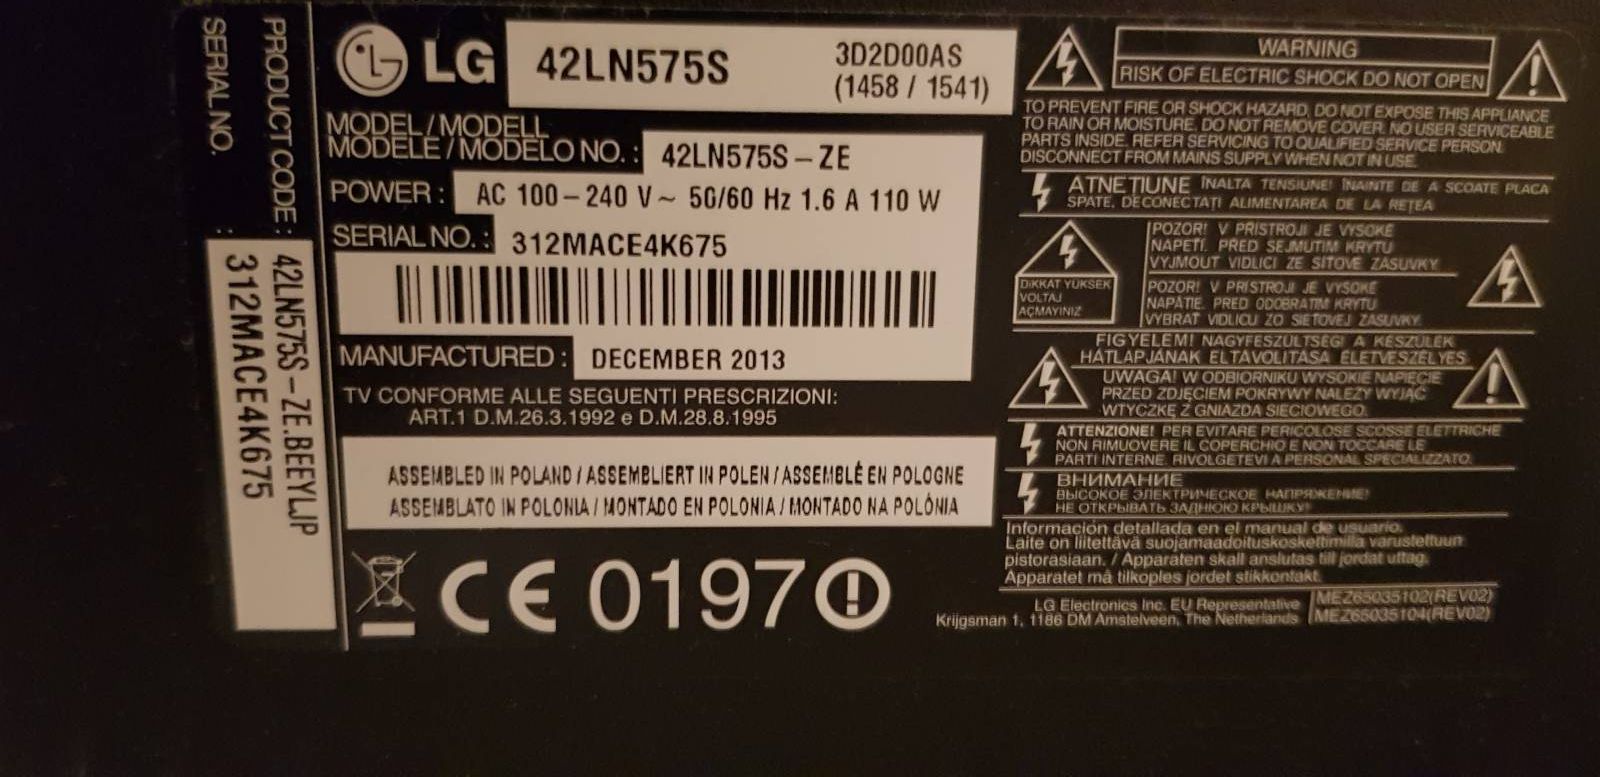 PRODUCT CODE : 42LN575S-ZE.BEEYLJP
SERIAL NO. : 312MACE4K675
LG 42LN575S 3D2D00AS
(1458 / 1541)
MODEL/MODELL
MODELE/MODELO NO. : 42LN575S-ZE
POWER : AC 100-240 V~ 50/60 Hz 1.6 A 110 W
SERIAL NO. : 312MACE4K675
MANUFACTURED : DECEMBER 2013
TV CONFORME ALLE SEGUENTI PRESCRIZIONI:
ART.1 D.M.26.3.1992 e D.M.28.8.1995
ASSEMBLED IN POLAND / ASSEMBLIERT IN POLEN / ASSEMBLÉ EN POLOGNE
ASSEMBLATO IN POLONIA / MONTADO EN POLONIA / MONTADO NA POLÓNIA
CE 0197
WARNING
RISK OF ELECTRIC SHOCK DO NOT OPEN
TO PREVENT FIRE OR SHOCK HAZARD, DO NOT EXPOSE THIS APPLIANCE
TO RAIN OR MOISTURE. DO NOT REMOVE COVER. NO USER SERVICEABLE
PARTS INSIDE. REFER SERVICING TO QUALIFIED SERVICE PERSON.
DISCONNECT FROM MAINS SUPPLY WHEN NOT IN USE.
ATNEŢIUNE ÎNALTA TENSIUNE! ÎNAINTE DE A SCOATE PLACA
SPATE, DECONECTAŢI ALIMENTAREA DE LA REŢEA
DİKKAT YÜKSEK
VOLTAJ
AÇMAYINIZ
POZOR! V PŘÍSTROJI JE VYSOKÉ
NAPĚTÍ. PŘED SEJMUTÍM KRYTU
VYJMOUT VIDLICI ZE SÍŤOVÉ ZÁSUVKY
POZOR! V PRÍSTROJI JE VYSOKÉ
NAPÄTIE. PRED ODOBRATÍM KRYTU
VYBRAŤ VIDLICU ZO SIEŤOVEJ ZÁSUVKY
FIGYELEM! NAGYFESZÜLTSÉG! A KÉSZÜLÉK
HÁTLAPJÁNAK ELTÁVOLÍTÁSA ÉLETVESZÉLYES
UWAGA! W ODBIORNIKU WYSOKIE NAPIĘCIE
PRZED ZDJĘCIEM POKRYWY NALEŻY WYJĄĆ
WTYCZKĘ Z GNIAZDA SIECIOWEGO.
ATTENZIONE! PER EVITARE PERICOLOSE SCOSSE ELETTRICHE
NON RIMUOVERE IL COPERCHIO E NON TOCCARE LE
PARTI INTERNE. RIVOLGETEVI A PERSONAL SPECIALIZZATO.
ВНИМАНИЕ
ВЫСОКОЕ ЭЛЕКТРИЧЕСКОЕ НАПРЯЖЕНИЕ!
НЕ ОТКРЫВАТЬ ЗАДНЮЮ КРЫШКУ!
Información detallada en el manual de usuario.
Laite on liitettävä suojamaadoituskoskettimilla varustettuun
pistorasiaan. / Apparaten skall anslutas till jordat uttag.
Apparatet må tilkoples jordet stikkontakt.
LG Electronics Inc. EU Representative
Krijgsman 1, 1186 DM Amstelveen, The Netherlands
MEZ65035102(REV02)
MEZ65035104(REV02)